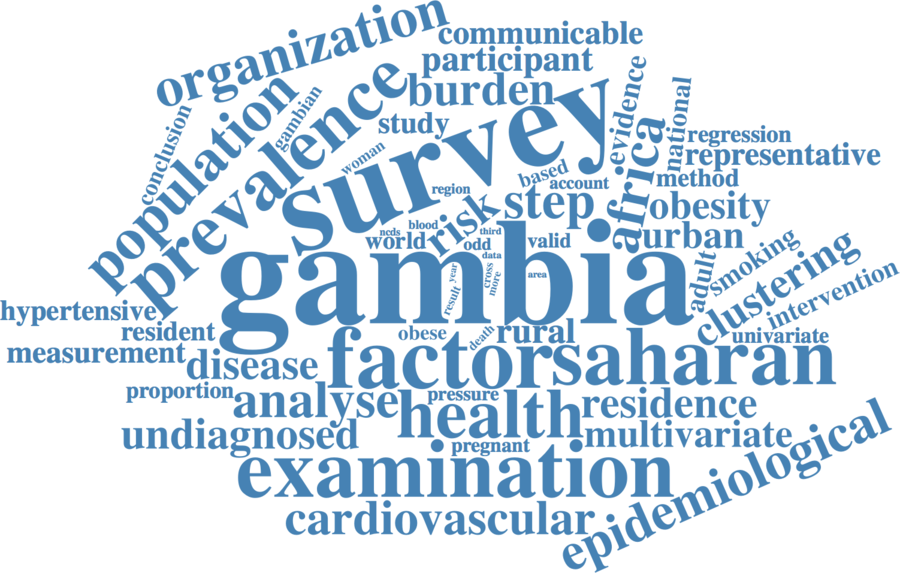 organization
communicable
participant
burden
population
prevalence
gambian
conclusion
study
survey
evidence
national
africa
regression
representative
method
woman
region
based
account
step
obesity
urban
risk
ncds
blood
third
world
odd
valid
data
gambia
year
cross
more
result
area
death
adult
smoking
clustering
intervention
univariate
hypertensive
resident
measurement
obese
rural
disease
factor
saharan
proportion
pressure
analyse
health
residence
undiagnosed
pregnant
multivariate
examination
epidemiological
cardiovascular